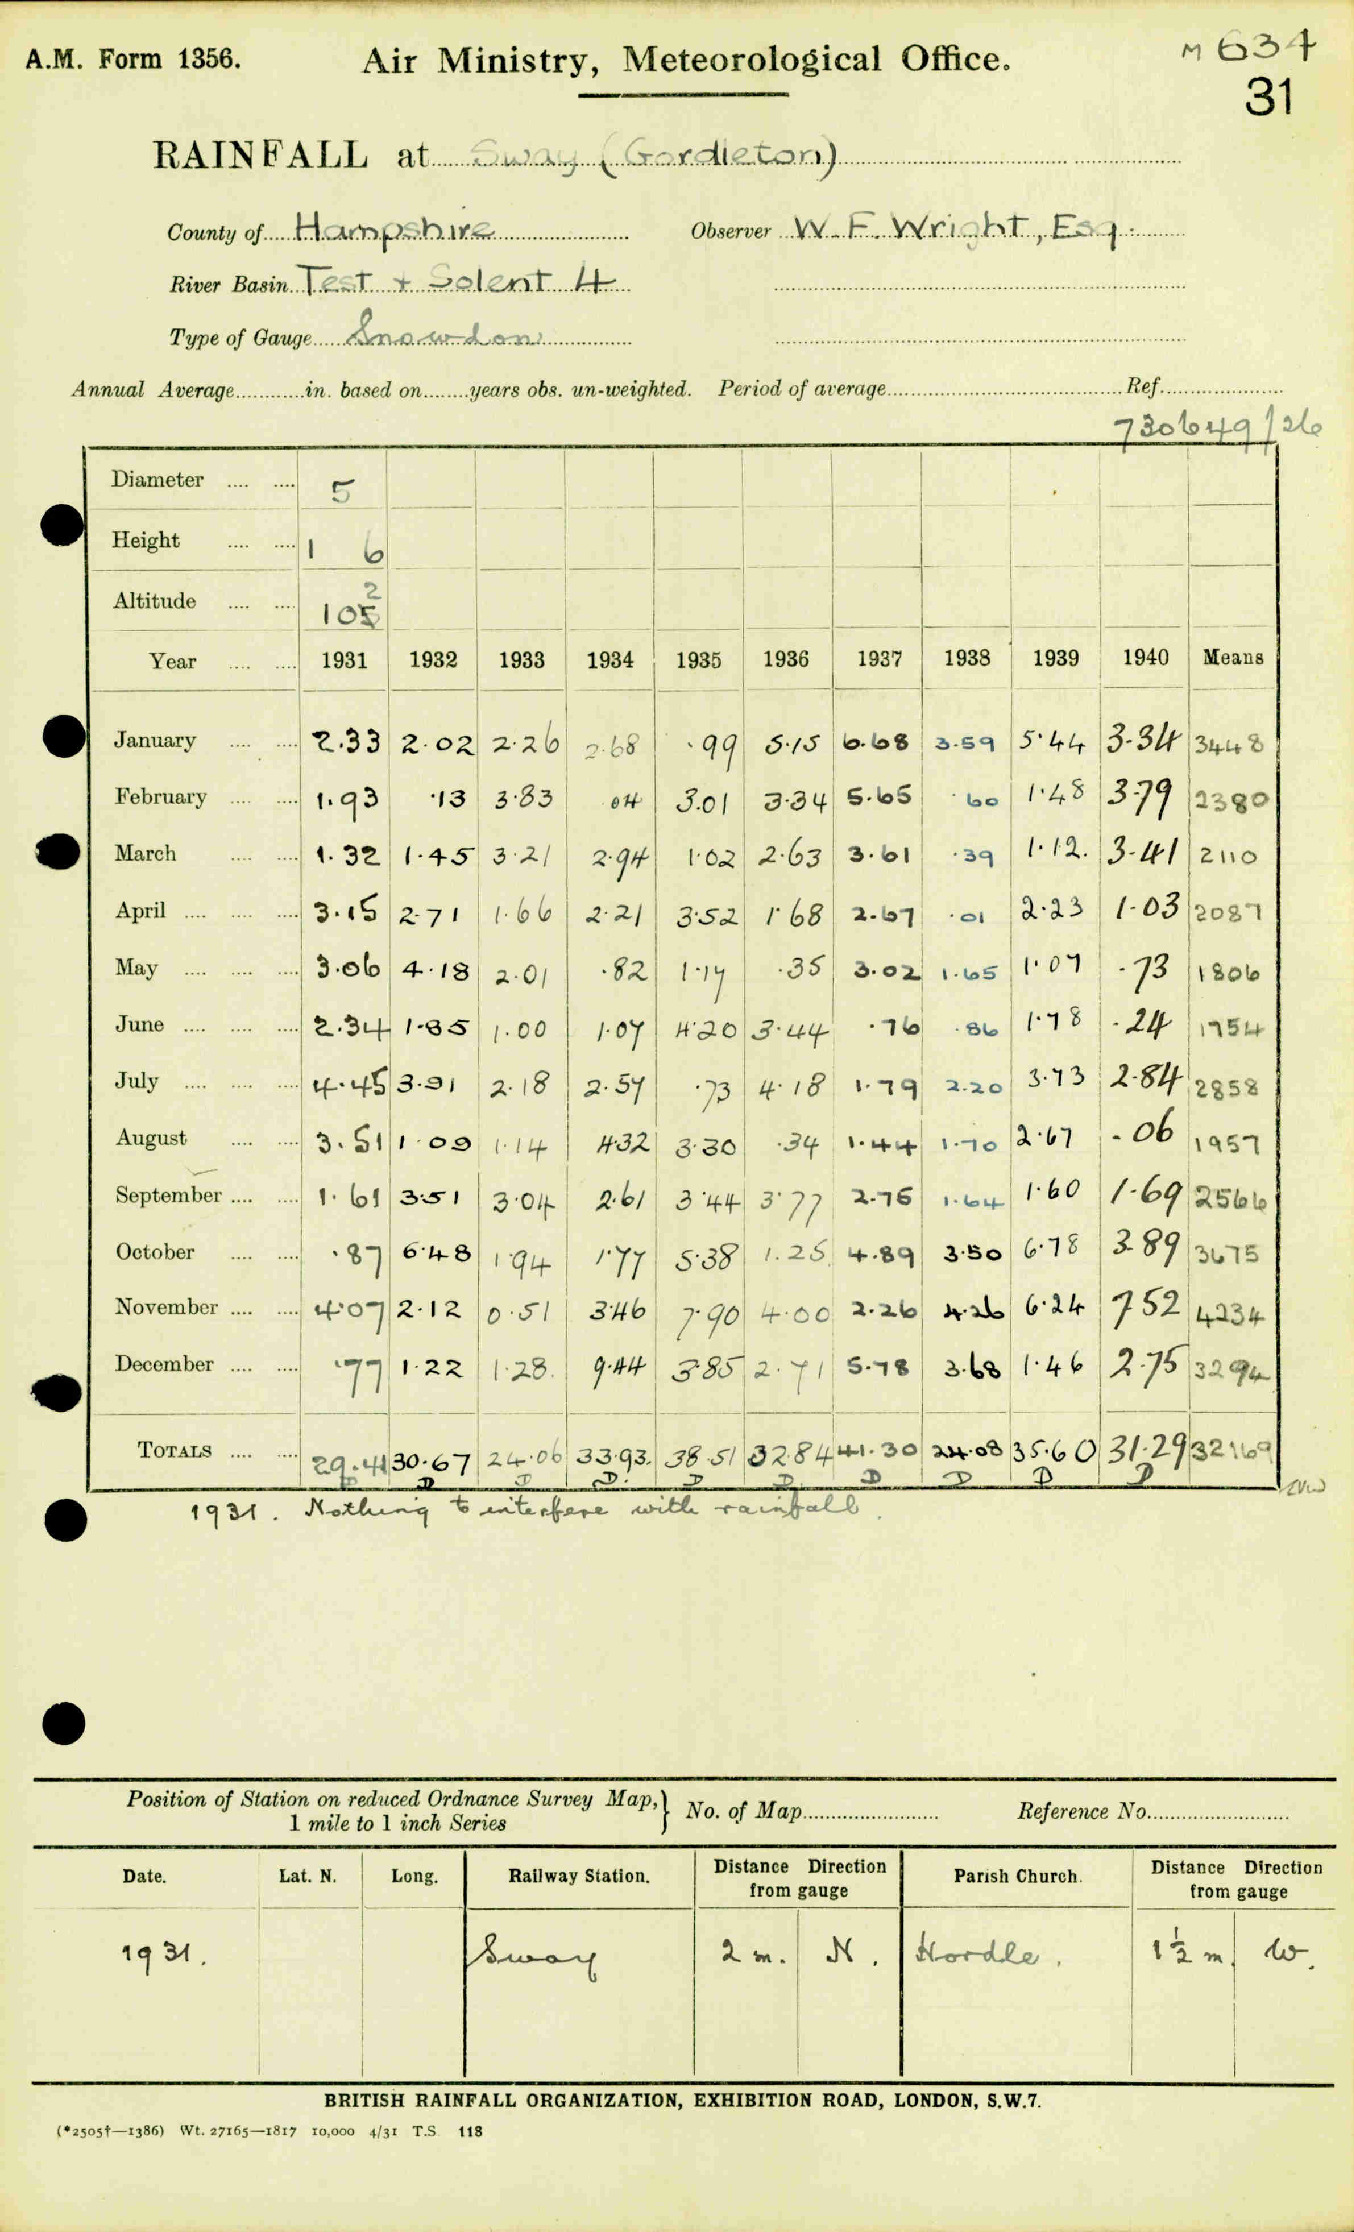 A.M. Form 1356. Air Ministry, Meteorological Office. M 634
31
RAINFALL at Sway (Gordleton)
County of Hampshire Observer W. F. Wright, Esq.
River Basin Test + Solent 4
Type of Gauge Snowdon
Annual Average in. based on years obs. un-weighted. Period of average Ref.
730649/26
Diameter 5
Height 1 6
2
Altitude 105
Year 1931 1932 1933 1934 1935 1936 1937 1938 1939 1940 Means
January 2.33 2.02 2.26 2.68 .99 5.15 6.68 3.59 5.44 3.34 3448
February 1.93 .13 3.83 .04 3.01 3.34 5.65 .60 1.48 3.79 2380
March 1.32 1.45 3.21 2.94 1.02 2.63 3.61 .39 1.12. 3.41 2110
April 3.15 2.71 1.66 2.21 3.52 1.68 2.67 .01 2.23 1.03 2087
May 3.06 4.18 2.01 .82 1.17 .35 3.02 1.65 1.07 .73 1806
June 2.34 1.85 1.00 1.07 4.20 3.44 .76 .86 1.78 .24 1754
July 4.45 3.91 2.18 2.57 .73 4.18 1.79 2.20 3.73 2.84 2858
August 3.51 1.09 1.14 4.32 3.30 .34 1.44 1.70 2.67 .06 1957
September 1.61 3.51 3.04 2.61 3.44 3.77 2.75 1.64 1.60 1.69 2566
October .87 6.48 1.94 1.77 5.38 1.25 4.89 3.50 6.78 3.89 3675
November 4.07 2.12 0.51 3.46 7.90 4.00 2.26 4.26 6.24 7.52 4234
December .77 1.22 1.28. 9.44 3.85 2.71 5.78 3.68 1.46 2.75 3294
TOTALS 29.41 30.67 24.06 33.93. 38.51 32.84 41.30 24.08 35.60 31.29 32169
D D D D. D D. D D D D
1931. Nothing to interfere with rainfall.
Position of Station on reduced Ordnance Survey Map, } No. of Map Reference No.
1 mile to 1 inch Series
Date. Lat. N. Long. Railway Station. Distance Direction from gauge Parish Church. Distance Direction from gauge
1931. Sway 2 m. N. Hordle. 1½ m. W.
BRITISH RAINFALL ORGANIZATION, EXHIBITION ROAD, LONDON, S.W.7.
(*2505†—1386) Wt. 27165—1817 10,000 4/31 T.S. 118